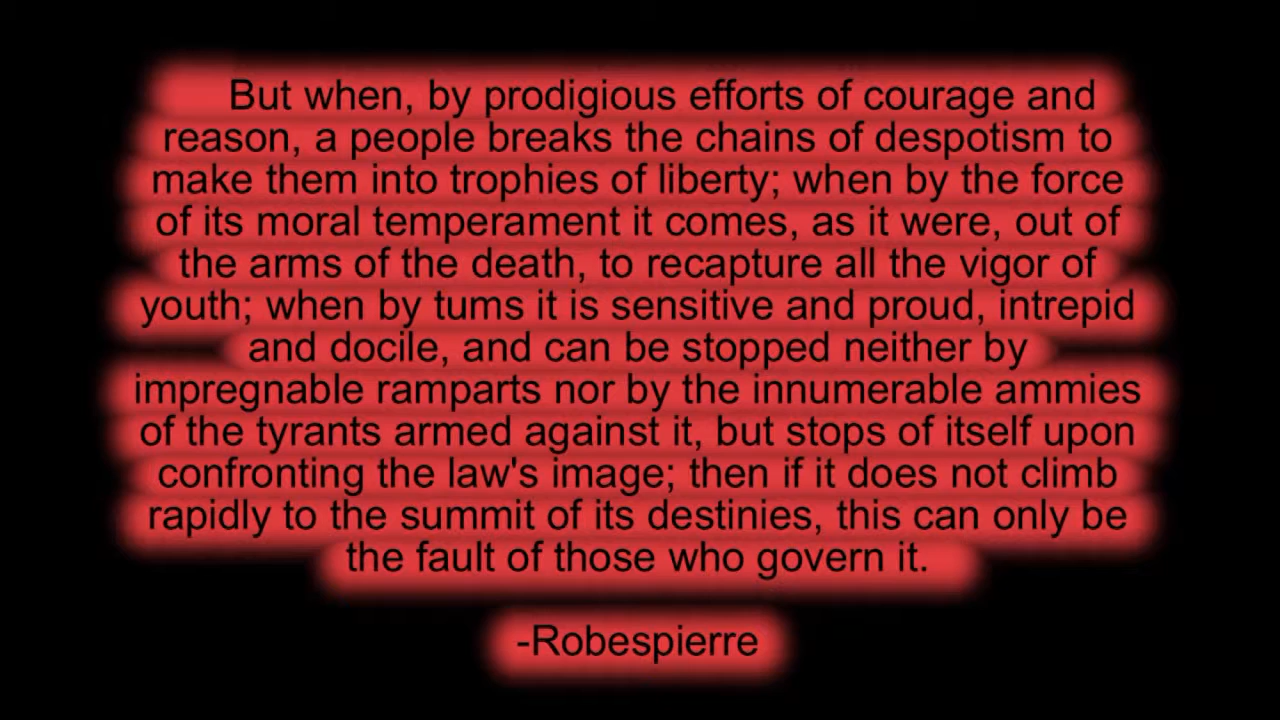 But when, by prodigious efforts of courage and
reason, a people breaks the chains of despotism to
make them into trophies of liberty; when by the force
of its moral temperament it comes, as it were, out of
the arms of the death, to recapture all the vigor of
youth; when by tums it is sensitive and proud, intrepid
and docile, and can be stopped neither by
impregnable ramparts nor by the innumerable ammies
of the tyrants armed against it, but stops of itself upon
confronting the law's image; then if it does not climb
rapidly to the summit of its destinies, this can only be
the fault of those who govern it.
-Robespierre